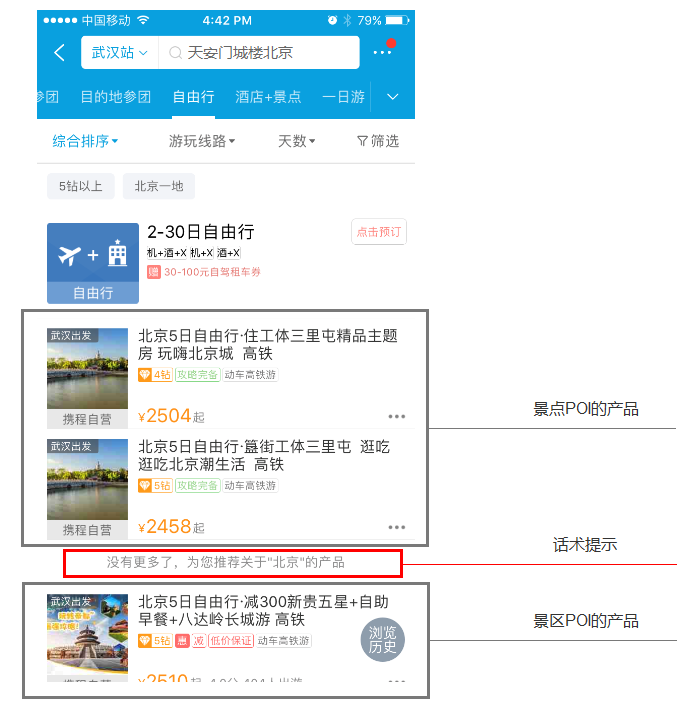 中国移动
4:42 PM
79%
武汉站
天安门城楼北京
参团
目的地参团
自由行
酒店+景点
一日游
综合排序
游玩线路
天数
筛选
5钻以上
北京一地
2-30日自由行
点击预订
机+酒+X 机+X 酒+X
赠 30-100元自驾租车券
自由行
武汉出发
北京5日自由行·住工体三里屯精品主题
房 玩嗨北京城 高铁
4钻 攻略完备 动车高铁游
携程自营
¥2504起
景点POI的产品
武汉出发
北京5日自由行·簋街工体三里屯 逛吃
逛吃北京潮生活 高铁
5钻 攻略完备 动车高铁游
携程自营
¥2458起
没有更多了，为您推荐关于"北京"的产品
话术提示
武汉出发
北京5日自由行·减300新贵五星+自助
早餐+八达岭长城游 高铁
5钻 惠 减 低价保证 动车高铁游
浏览
历史
景区POI的产品
携程自营
¥2510起